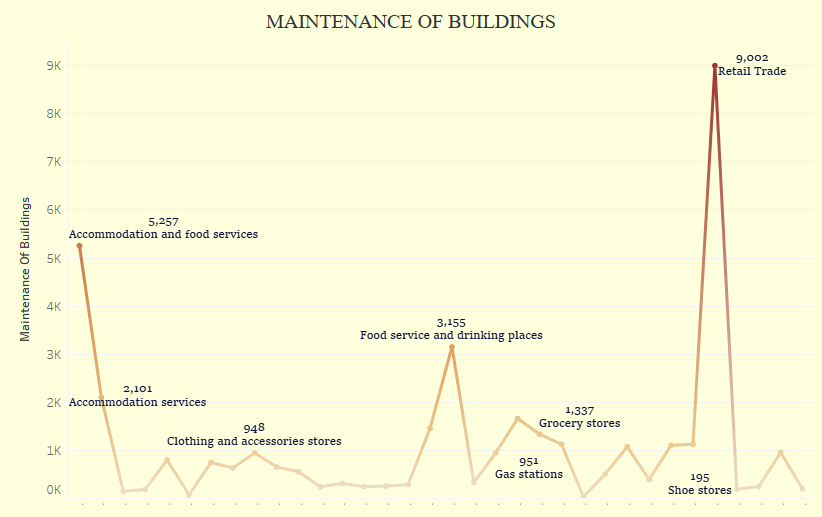 MAINTENANCE OF BUILDINGS
9,002
Retail Trade
9K
8K
7K
6K
5K
4K
3K
2K
1K
0K
Maintenance Of Buildings
5,257
Accommodation and food services
3,155
Food service and drinking places
2,101
Accommodation services
948
Clothing and accessories stores
1,337
Grocery stores
951
Gas stations
195
Shoe stores